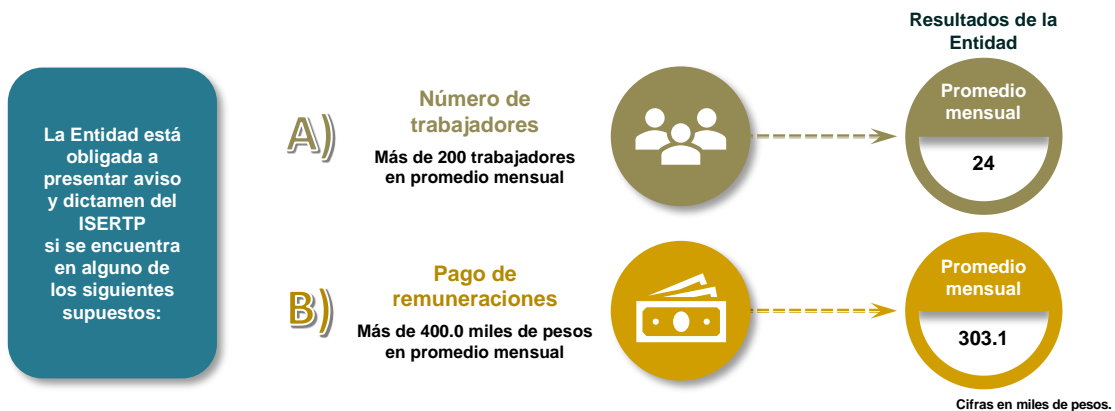 La Entidad está
obligada a
presentar aviso
y dictamen del
ISERTP
si se encuentra
en alguno de
los siguientes
supuestos:
A)
Número de
trabajadores
Más de 200 trabajadores
en promedio mensual
Resultados de la
Entidad
Promedio
mensual
24
B)
Pago de
remuneraciones
Más de 400.0 miles de pesos
en promedio mensual
Promedio
mensual
303.1
Cifras en miles de pesos.